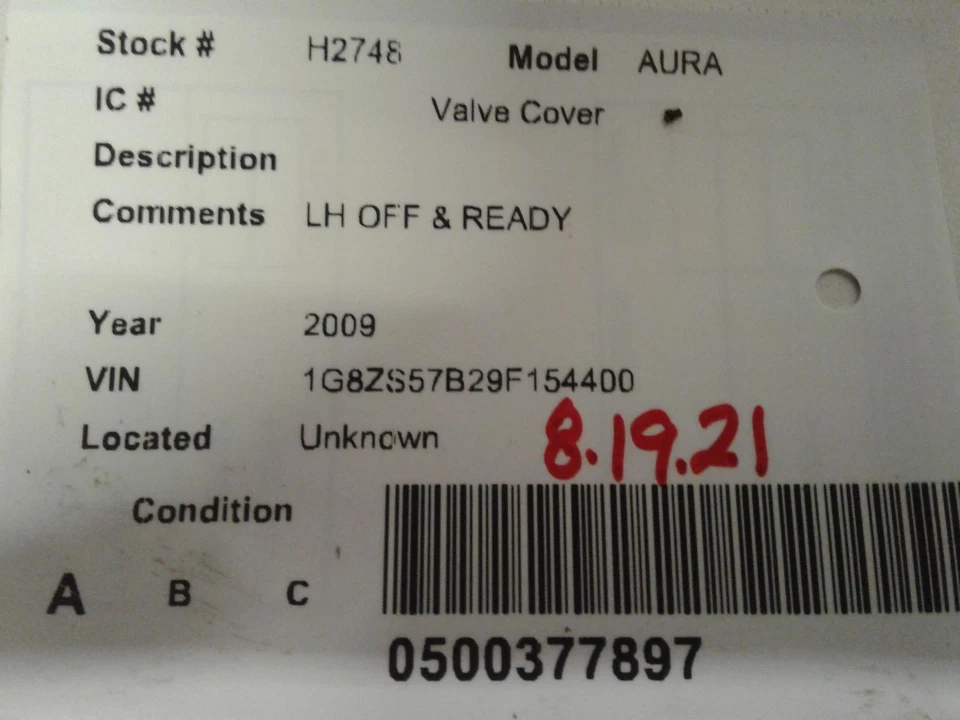 Stock # H2748 Model AURA
IC # Valve Cover
Description
Comments LH OFF & READY
Year 2009
VIN 1G8ZS57B29F154400
Located Unknown
8.19.21
Condition
A B C
0500377897